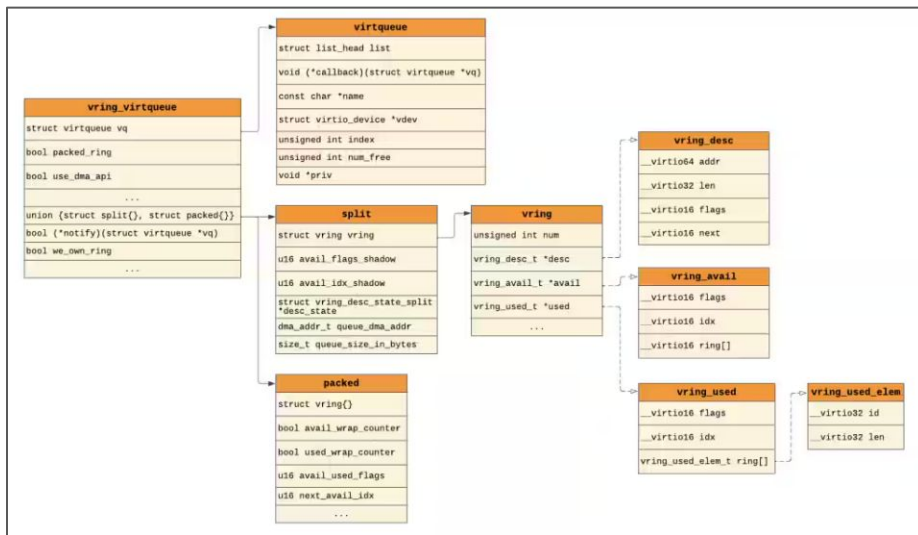 vring_virtqueue
struct virtqueue vq
bool packed_ring
bool use_dma_api
...
union {struct split{}, struct packed{}}
bool (*notify)(struct virtqueue *vq)
bool we_own_ring
...
virtqueue
struct list_head list
void (*callback)(struct virtqueue *vq)
const char *name
struct virtio_device *vdev
unsigned int index
unsigned int num_free
void *priv
split
struct vring vring
u16 avail_flags_shadow
u16 avail_idx_shadow
struct vring_desc_state_split
*desc_state
dma_addr_t queue_dma_addr
size_t queue_size_in_bytes
packed
struct vring{}
bool avail_wrap_counter
bool used_wrap_counter
u16 avail_used_flags
u16 next_avail_idx
...
vring
unsigned int num
vring_desc_t *desc
vring_avail_t *avail
vring_used_t *used
...
vring_desc
__virtio64 addr
__virtio32 len
__virtio16 flags
__virtio16 next
vring_avail
__virtio16 flags
__virtio16 idx
__virtio16 ring[]
vring_used
__virtio16 flags
__virtio16 idx
vring_used_elem_t ring[]
vring_used_elem
__virtio32 id
__virtio32 len